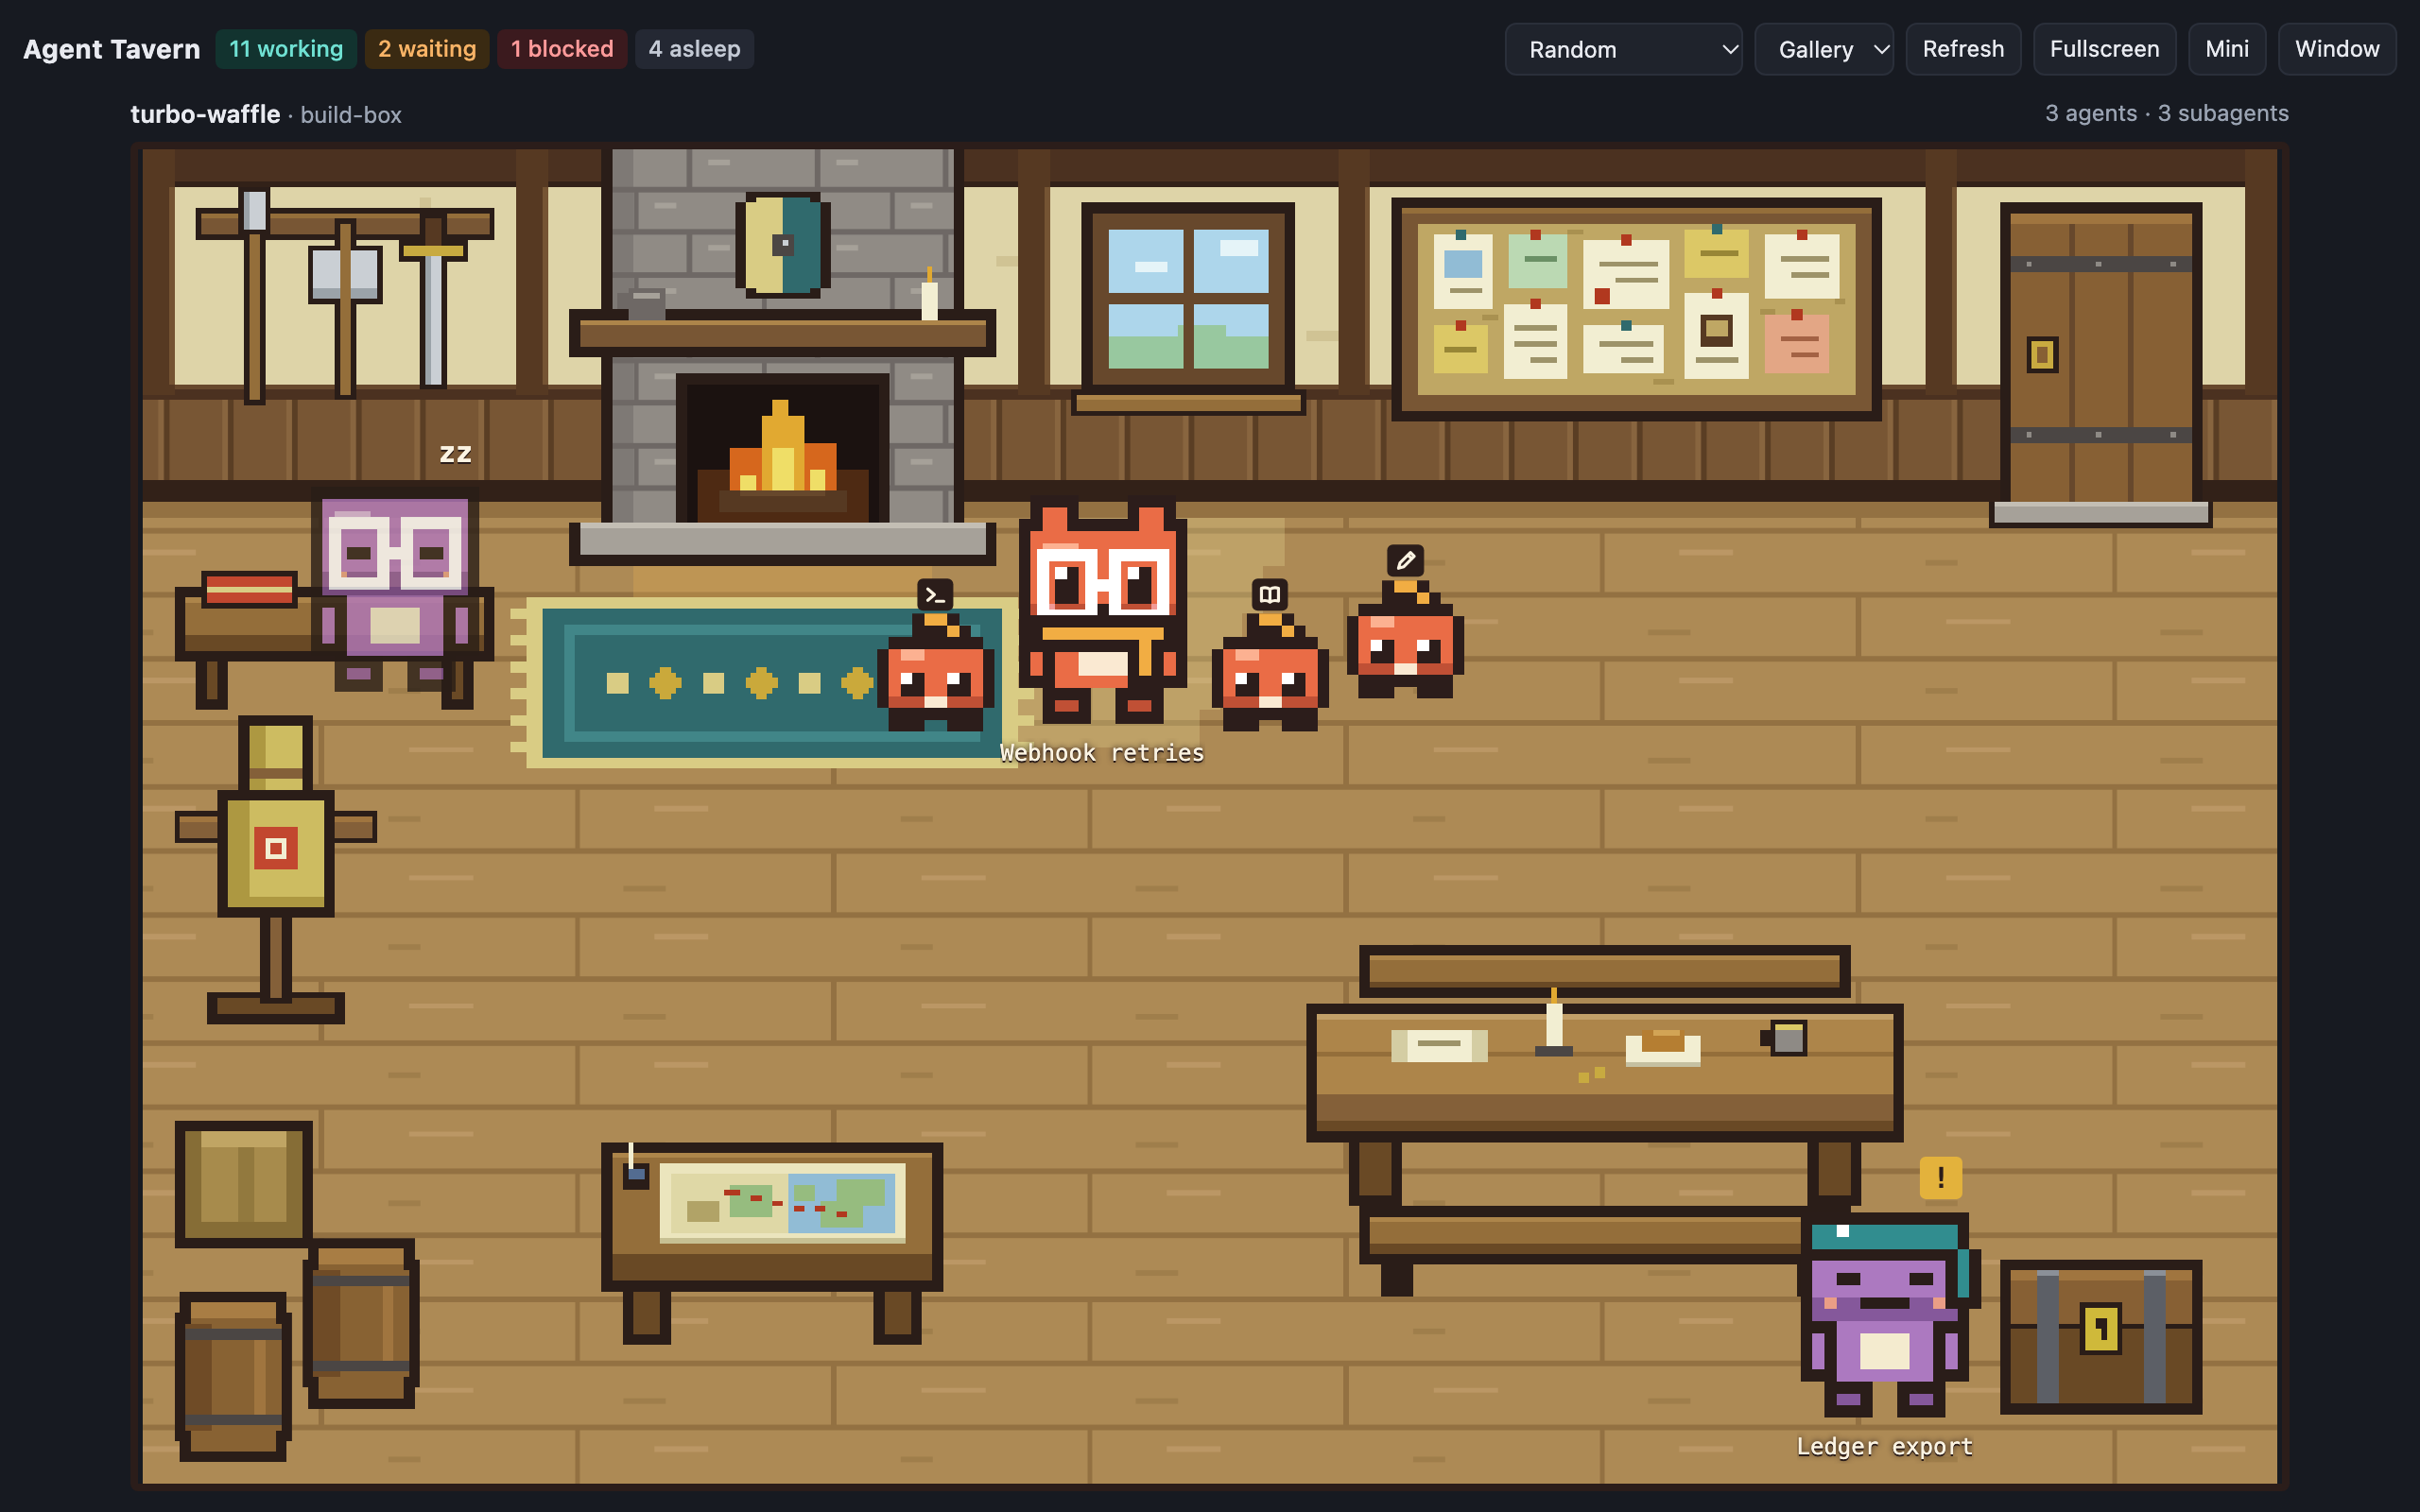 Agent Tavern 11 working 2 waiting 1 blocked 4 asleep Random Gallery Refresh Fullscreen Mini Window
turbo-waffle · build-box 3 agents · 3 subagents
zz
>_
Webhook retries
!
Ledger export